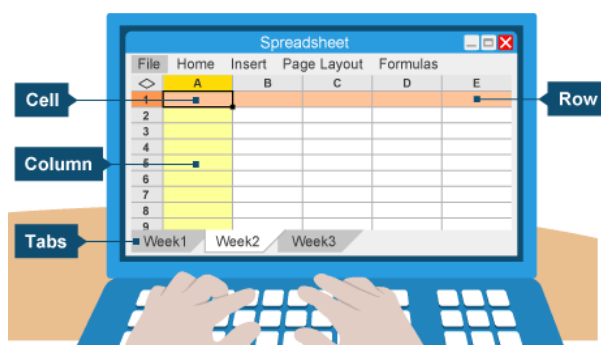 Spreadsheet
File Home Insert Page Layout Formulas
A B C D E
Cell
1
Row
2
3
4
Column
5
6
7
8
9
Tabs
Week1 Week2 Week3